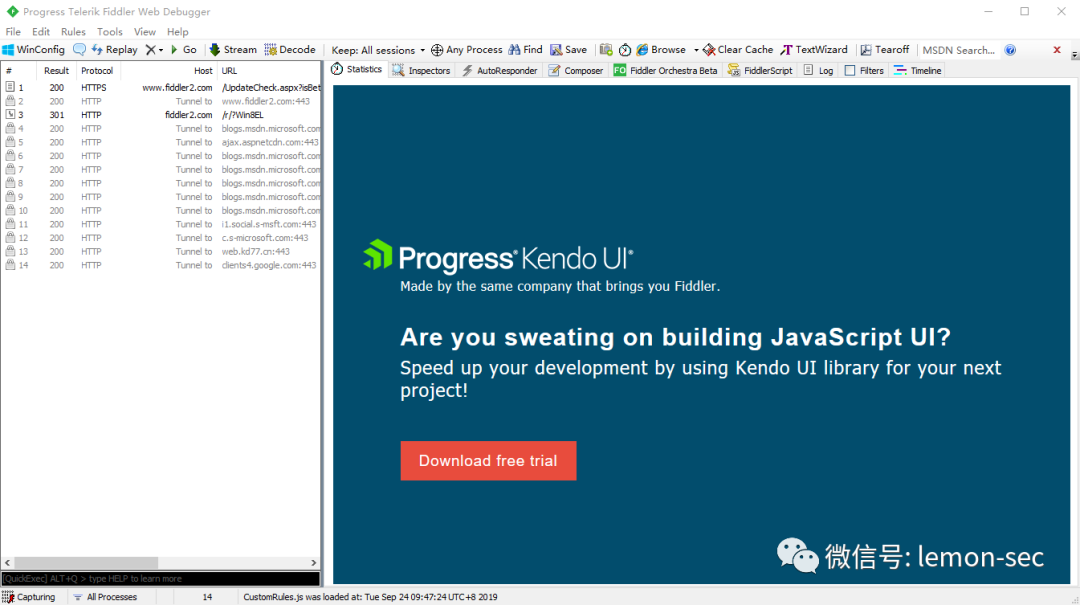 Progress Telerik Fiddler Web Debugger
File Edit Rules Tools View Help
WinConfig Replay Go Stream Decode Keep: All sessions Any Process Find Save Browse Clear Cache TextWizard Tearoff MSDN Search...
# Result Protocol Host URL
Statistics Inspectors AutoResponder Composer FO Fiddler Orchestra Beta FiddlerScript Log Filters Timeline
1 200 HTTPS www.fiddler2.com /UpdateCheck.aspx?isBet
2 200 HTTP Tunnel to www.fiddler2.com:443
3 301 HTTP fiddler2.com /r/?Win8EL
4 200 HTTP Tunnel to blogs.msdn.microsoft.com
5 200 HTTP Tunnel to ajax.aspnetcdn.com:443
6 200 HTTP Tunnel to blogs.msdn.microsoft.com
7 200 HTTP Tunnel to blogs.msdn.microsoft.com
8 200 HTTP Tunnel to blogs.msdn.microsoft.com
9 200 HTTP Tunnel to blogs.msdn.microsoft.com
10 200 HTTP Tunnel to blogs.msdn.microsoft.com
11 200 HTTP Tunnel to i1.social.s-msft.com:443
12 200 HTTP Tunnel to c.s-microsoft.com:443
13 200 HTTP Tunnel to web.kd77.cn:443
14 200 HTTP Tunnel to clients4.google.com:443
Progress® Kendo UI®
Made by the same company that brings you Fiddler.
Are you sweating on building JavaScript UI?
Speed up your development by using Kendo UI library for your next
project!
Download free trial
微信号: lemon-sec
[QuickExec] ALT+Q > type HELP to learn more
Capturing All Processes 14 CustomRules.js was loaded at: Tue Sep 24 09:47:24 UTC+8 2019